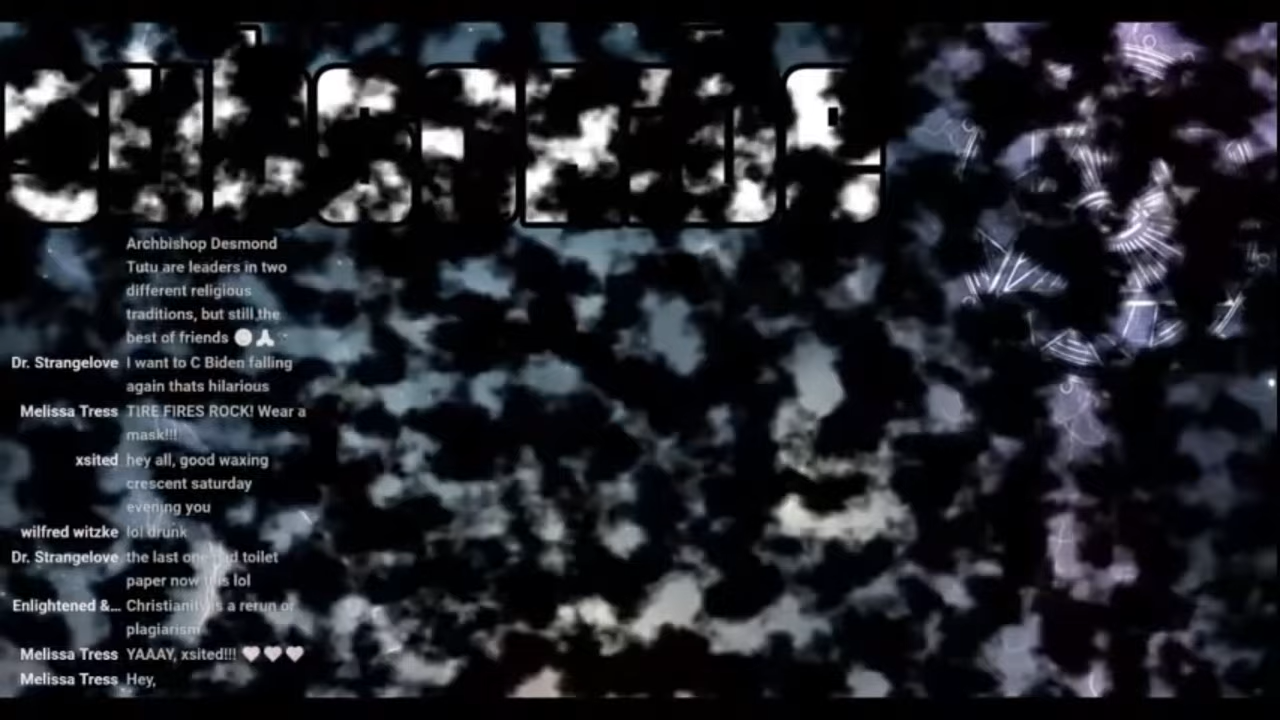 Archbishop Desmond
Tutu are leaders in two
different religious
traditions, but still the
best of friends
Dr. Strangelove I want to C Biden falling
again thats hilarious
Melissa Tress TIRE FIRES ROCK! Wear a
mask!!!
xsited hey all, good waxing
crescent saturday
evening you
wilfred witzke lol drunk
Dr. Strangelove the last one had toilet
paper now this lol
Enlightened &... Christianity is a rerun or
plagiarism
Melissa Tress YAAAY, xsited!!!
Melissa Tress Hey,